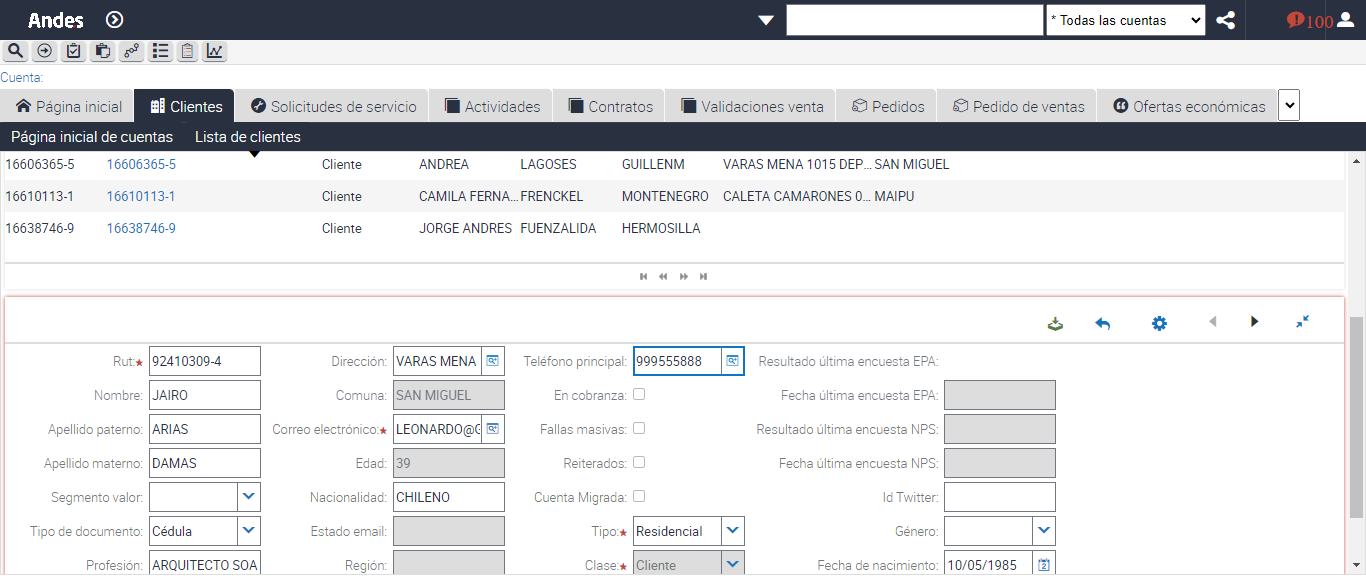 Andes
* Todas las cuentas
100
Cuenta:
Página inicial Clientes Solicitudes de servicio Actividades Contratos Validaciones venta Pedidos Pedido de ventas Ofertas económicas
Página inicial de cuentas Lista de clientes
16606365-5 16606365-5 Cliente ANDREA LAGOSES GUILLENM VARAS MENA 1015 DEP... SAN MIGUEL
16610113-1 16610113-1 Cliente CAMILA FERNA... FRENCKEL MONTENEGRO CALETA CAMARONES 0... MAIPU
16638746-9 16638746-9 Cliente JORGE ANDRES FUENZALIDA HERMOSILLA
Rut:★ 92410309-4 Dirección: VARAS MENA Teléfono principal: 999555888 Resultado última encuesta EPA:
Nombre: JAIRO Comuna: SAN MIGUEL En cobranza: Fecha última encuesta EPA:
Apellido paterno: ARIAS Correo electrónico:★ LEONARDO@G Fallas masivas: Resultado última encuesta NPS:
Apellido materno: DAMAS Edad: 39 Reiterados: Fecha última encuesta NPS:
Segmento valor: Nacionalidad: CHILENO Cuenta Migrada: Id Twitter:
Tipo de documento: Cédula Estado email: Tipo:★ Residencial Género:
Profesión: ARQUITECTO SOA Región: Clase:★ Cliente Fecha de nacimiento: 10/05/1985